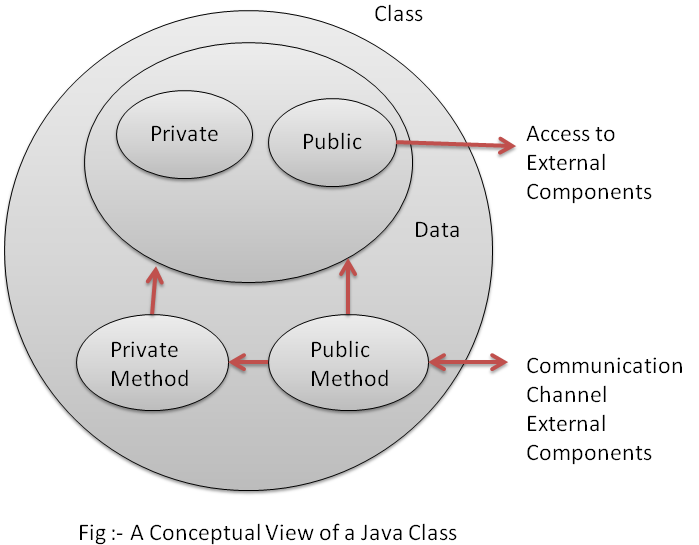 Class
Private
Public
Access to
External
Components
Data
Private
Method
Public
Method
Communication
Channel
External
Components
Fig :- A Conceptual View of a Java Class